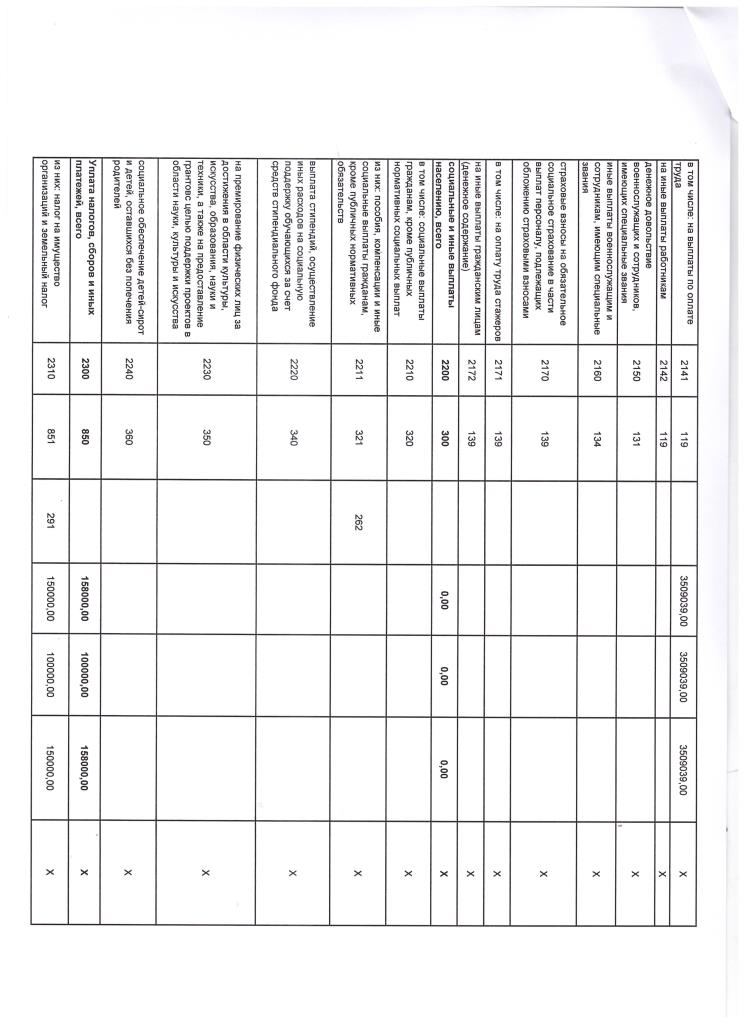 в том числе: на выплаты по оплате
труда 2141 119 3509039,00 3509039,00 3509039,00 X
на иные выплаты работникам 2142 119 X
денежное довольствие
военнослужащих и сотрудников,
имеющих специальные звания 2150 131 X
иные выплаты военнослужащим и
сотрудникам, имеющим специальные
звания 2160 134 X
страховые взносы на обязательное
социальное страхование в части
выплат персоналу, подлежащих
обложению страховыми взносами 2170 139 X
в том числе: на оплату труда стажеров 2171 139 X
на иные выплаты гражданским лицам
(денежное содержание) 2172 139 X
социальные и иные выплаты
населению, всего 2200 300 0,00 0,00 0,00 X
в том числе: социальные выплаты
гражданам, кроме публичных
нормативных социальных выплат 2210 320 X
из них: пособия, компенсации и иные
социальные выплаты гражданам,
кроме публичных нормативных
обязательств 2211 321 262 X
выплата стипендий, осуществление
иных расходов на социальную
поддержку обучающихся за счет
средств стипендиального фонда 2220 340 X
на премирование физических лиц за
достижения в области культуры,
искусства, образования, науки и
техники, а также на предоставление
грантовс целью поддержки проектов в
области науки, культуры и искусства 2230 350 X
социальное обеспечение детей-сирот
и детей, оставшихся без попечения
родителей 2240 360 X
Уплата налогов, сборов и иных
платежей, всего 2300 850 158000,00 100000,00 158000,00 X
из них: налог на имущество
организаций и земельный налог 2310 851 291 150000,00 100000,00 150000,00 X